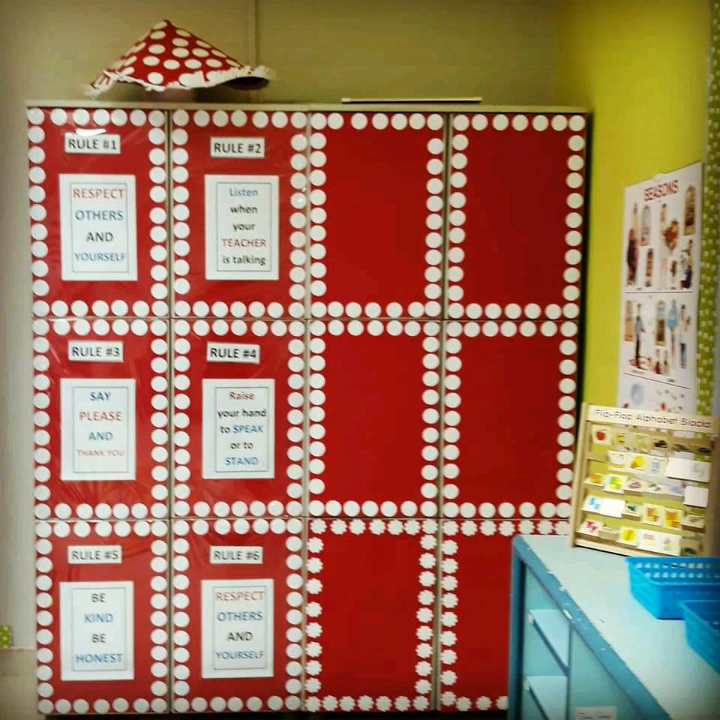 RULE #1
RESPECT
OTHERS
AND
YOURSELF
RULE #2
Listen
when
your
TEACHER
is talking
RULE #3
SAY
PLEASE
AND
THANK YOU
RULE #4
Raise
your hand
to SPEAK
or to
STAND
RULE #5
BE
KIND
BE
HONEST
RULE #6
RESPECT
OTHERS
AND
YOURSELF
SEASONS
Flip-Flop Alphabet Blocks